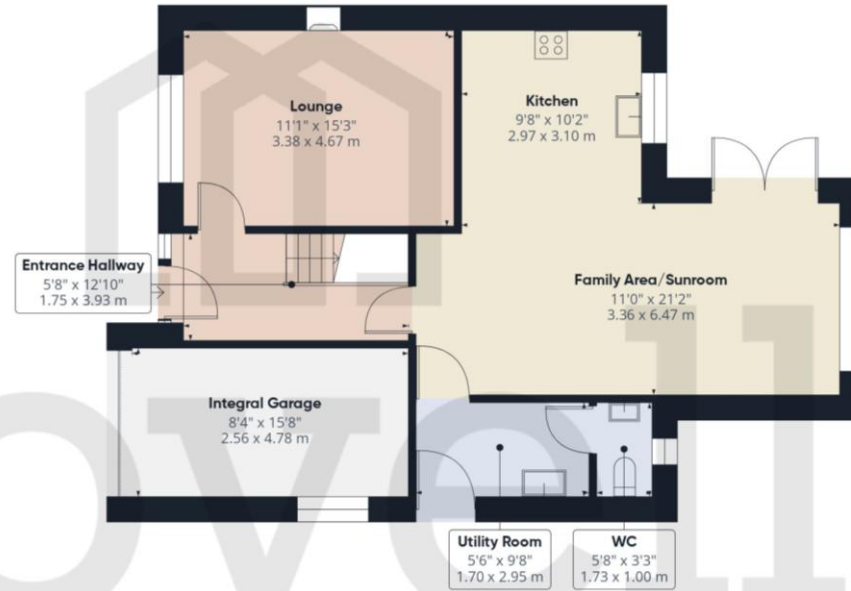 Lounge
11'1" x 15'3"
3.38 x 4.67 m
Kitchen
9'8" x 10'2"
2.97 x 3.10 m
Entrance Hallway
5'8" x 12'10"
1.75 x 3.93 m
Family Area/Sunroom
11'0" x 21'2"
3.36 x 6.47 m
Integral Garage
8'4" x 15'8"
2.56 x 4.78 m
Utility Room
5'6" x 9'8"
1.70 x 2.95 m
WC
5'8" x 3'3"
1.73 x 1.00 m
ovell